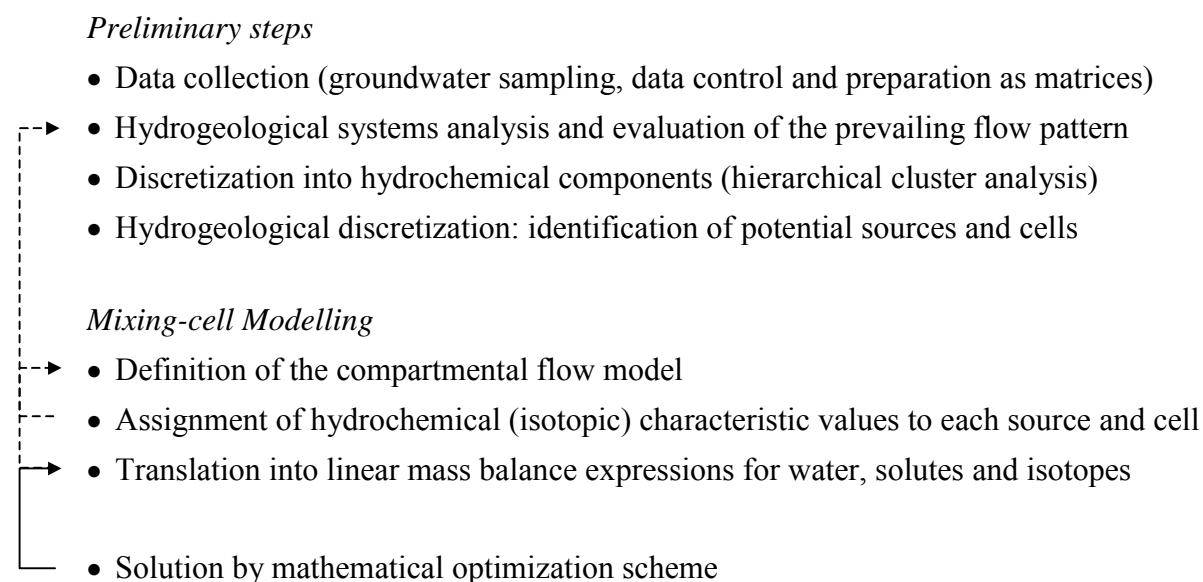 Preliminary steps
• Data collection (groundwater sampling, data control and preparation as matrices)
• Hydrogeological systems analysis and evaluation of the prevailing flow pattern
• Discretization into hydrochemical components (hierarchical cluster analysis)
• Hydrogeological discretization: identification of potential sources and cells
Mixing-cell Modelling
• Definition of the compartmental flow model
• Assignment of hydrochemical (isotopic) characteristic values to each source and cell
• Translation into linear mass balance expressions for water, solutes and isotopes
• Solution by mathematical optimization scheme